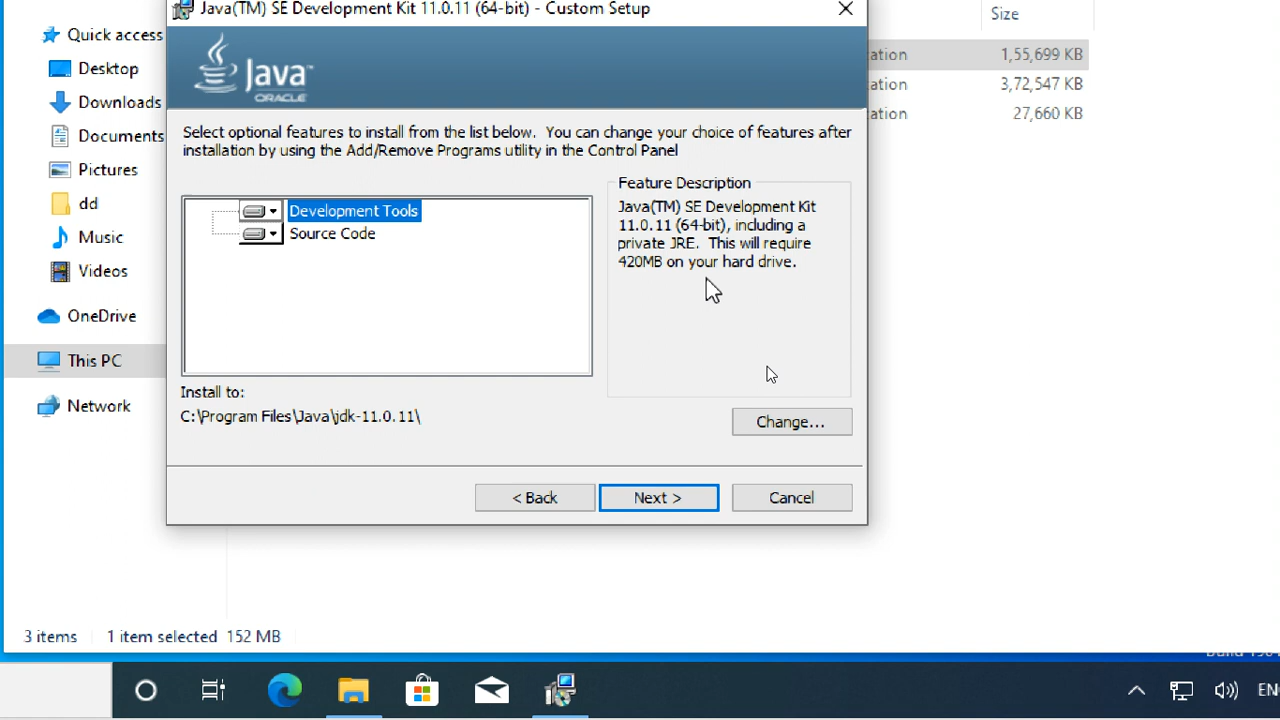 Java(TM) SE Development Kit 11.0.11 (64-bit) - Custom Setup
Size
Quick access
Desktop
Downloads
Documents
Pictures
dd
Music
Videos
OneDrive
This PC
Network
Java
ORACLE
ation 1,55,699 KB
ation 3,72,547 KB
ation 27,660 KB
Select optional features to install from the list below. You can change your choice of features after
installation by using the Add/Remove Programs utility in the Control Panel
Development Tools
Source Code
Feature Description
Java(TM) SE Development Kit
11.0.11 (64-bit), including a
private JRE. This will require
420MB on your hard drive.
Install to:
C:\Program Files\Java\jdk-11.0.11\
Change...
< Back
Next >
Cancel
3 items 1 item selected 152 MB
EN